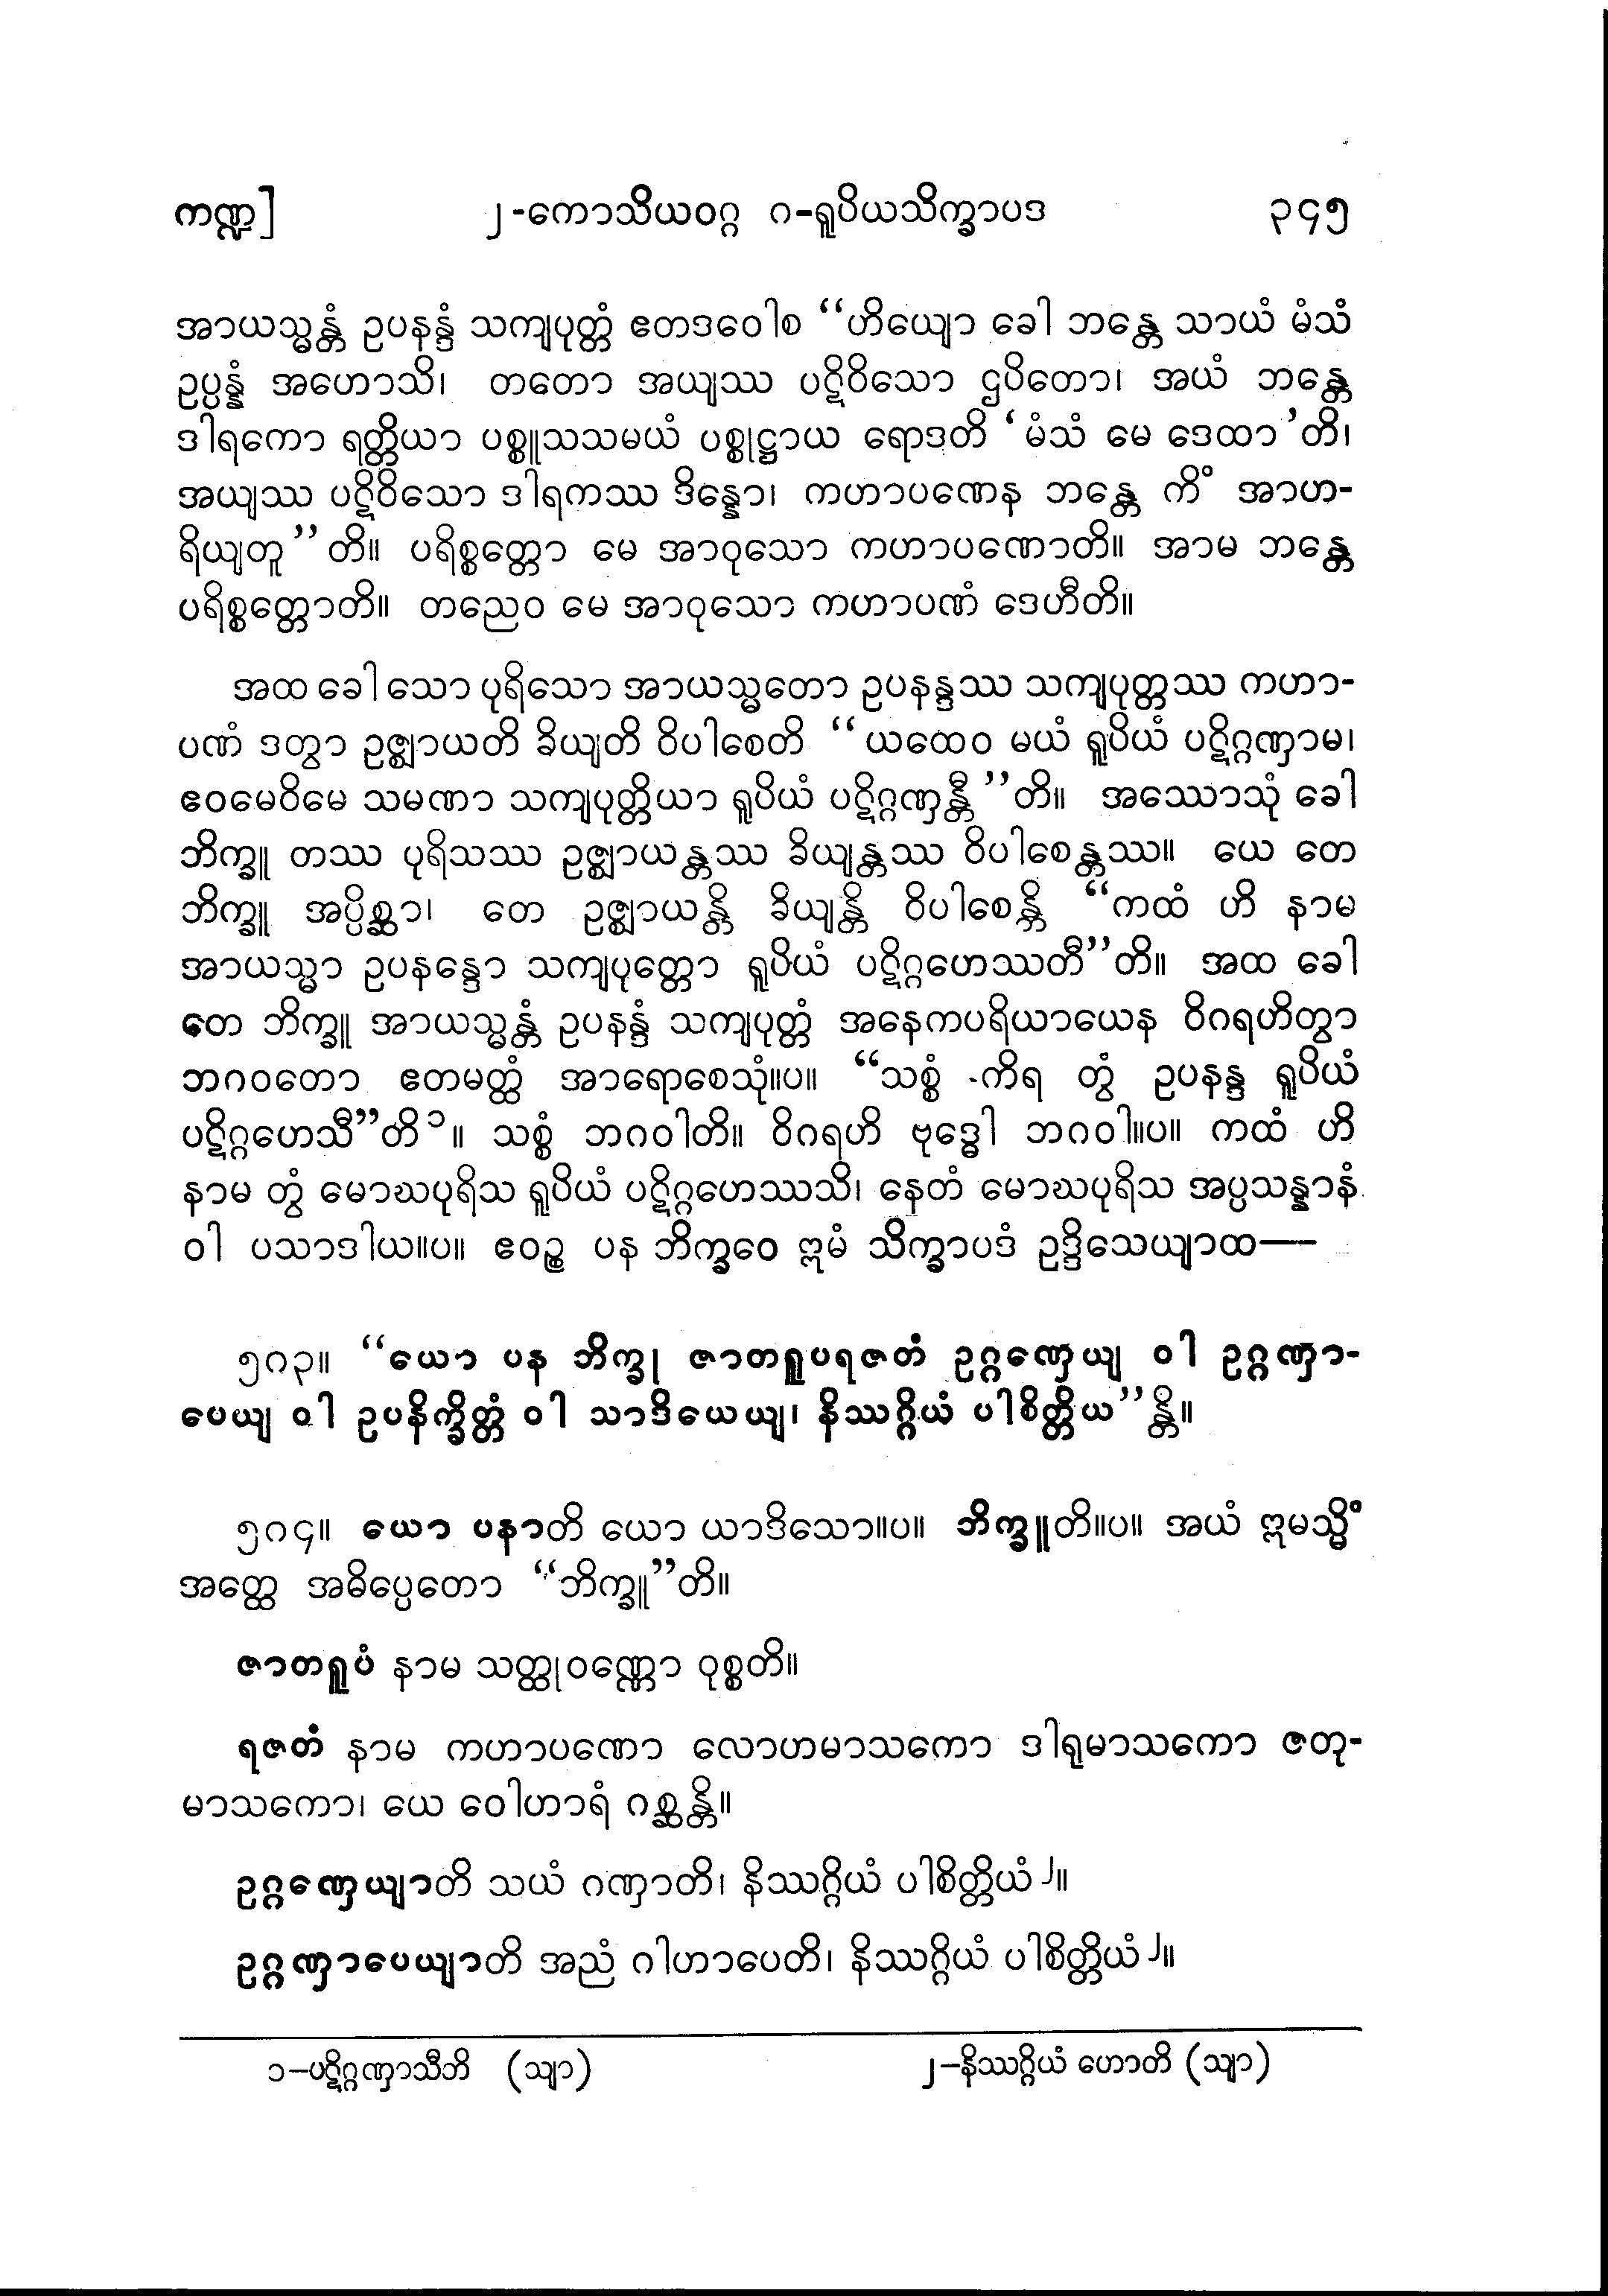 ကဏ္ဍ] ၂-ကောသိယဝဂ္ဂ ဂ-ရူပိယသိက္ခာပဒ ၃၄၅
အာယသ္မန္တံ ဥပနန္ဒံ သကျပုတ္တံ ဧတဒဝေါစ “ဟိယျော ခေါ ဘန္တေ သာယံ မံသံ
ဥပ္ပန္နံ အဟောသိ၊ တတော အယျဿ ပဋိဝိသော ဌပိတော၊ အယံ ဘန္တေ
ဒါရကော ရတ္တိယာ ပစ္စူသသမယံ ပစ္စုဋ္ဌာယ ရောဒတိ ‘မံသံ မေ ဒေထာ’တိ၊
အယျဿ ပဋိဝိသော ဒါရကဿ ဒိန္နော၊ ကဟာပဏေန ဘန္တေ ကိံ အာဟ-
ရိယျတူ”တိ။ ပရိစ္စတ္တော မေ အာဝုသော ကဟာပဏောတိ။ အာမ ဘန္တေ
ပရိစ္စတ္တောတိ။ တညေဝ မေ အာဝုသော ကဟာပဏံ ဒေဟီတိ။
အထ ခေါ သော ပုရိသော အာယသ္မတော ဥပနန္ဒဿ သကျပုတ္တဿ ကဟာ-
ပဏံ ဒတွာ ဥဇ္ဈာယတိ ခိယျတိ ဝိပါစေတိ “ယထေဝ မယံ ရူပိယံ ပဋိဂ္ဂဏှာမ၊
ဧဝမေဝိမေ သမဏာ သကျပုတ္တိယာ ရူပိယံ ပဋိဂ္ဂဏှန္တီ”တိ။ အဿောသုံ ခေါ
ဘိက္ခူ တဿ ပုရိသဿ ဥဇ္ဈာယန္တဿ ခိယျန္တဿ ဝိပါစေန္တဿ။ ယေ တေ
ဘိက္ခူ အပ္ပိစ္ဆာ၊ တေ ဥဇ္ဈာယန္တိ ခိယျန္တိ ဝိပါစေန္တိ “ကထံ ဟိ နာမ
အာယသ္မာ ဥပနန္ဒော သကျပုတ္တော ရူပိယံ ပဋိဂ္ဂဟေဿတီ”တိ။ အထ ခေါ
တေ ဘိက္ခူ အာယသ္မန္တံ ဥပနန္ဒံ သကျပုတ္တံ အနေကပရိယာယေန ဝိဂရဟိတွာ
ဘဂဝတော ဧတမတ္ထံ အာရောစေသုံ။ပ။ “သစ္စံ ကိရ တွံ ဥပနန္ဒ ရူပိယံ
ပဋိဂ္ဂဟေသီ”တိ၁။ သစ္စံ ဘဂဝါတိ။ ဝိဂရဟိ ဗုဒ္ဓေါ ဘဂဝါ။ပ။ ကထံ ဟိ
နာမ တွံ မောဃပုရိသ ရူပိယံ ပဋိဂ္ဂဟေဿသိ၊ နေတံ မောဃပုရိသ အပ္ပသန္နာနံ
ဝါ ပသာဒါယ။ပ။ ဧဝဉ္စ ပန ဘိက္ခဝေ ဣမံ သိက္ခာပဒံ ဥဒ္ဒိသေယျာထ—
၅၈၃။ “ယော ပန ဘိက္ခု ဇာတရူပရဇတံ ဥဂ္ဂဏှေယျ ဝါ ဥဂ္ဂဏှာ-
ပေယျ ဝါ ဥပနိက္ခိတ္တံ ဝါ သာဒိယေယျ၊ နိဿဂ္ဂိယံ ပါစိတ္တိယ”န္တိ။
၅၈၄။ ယော ပနာတိ ယော ယာဒိသော။ပ။ ဘိက္ခူတိ။ပ။ အယံ ဣမသ္မိံ
အတ္ထေ အဓိပ္ပေတော “ဘိက္ခူ”တိ။
ဇာတရူပံ နာမ သတ္ထုဝဏ္ဏော ဝုစ္စတိ။
ရဇတံ နာမ ကဟာပဏော လောဟမာသကော ဒါရုမာသကော ဇတု-
မာသကော၊ ယေ ဝေါဟာရံ ဂစ္ဆန္တိ။
ဥဂ္ဂဏှေယျာတိ သယံ ဂဏှာတိ၊ နိဿဂ္ဂိယံ ပါစိတ္တိယံ၂။
ဥဂ္ဂဏှာပေယျာတိ အညံ ဂါဟာပေတိ၊ နိဿဂ္ဂိယံ ပါစိတ္တိယံ၂။
၁—ပဋိဂ္ဂဏှာသီတိ (သျာ) ၂—နိဿဂ္ဂိယံ ဟောတိ (သျာ)